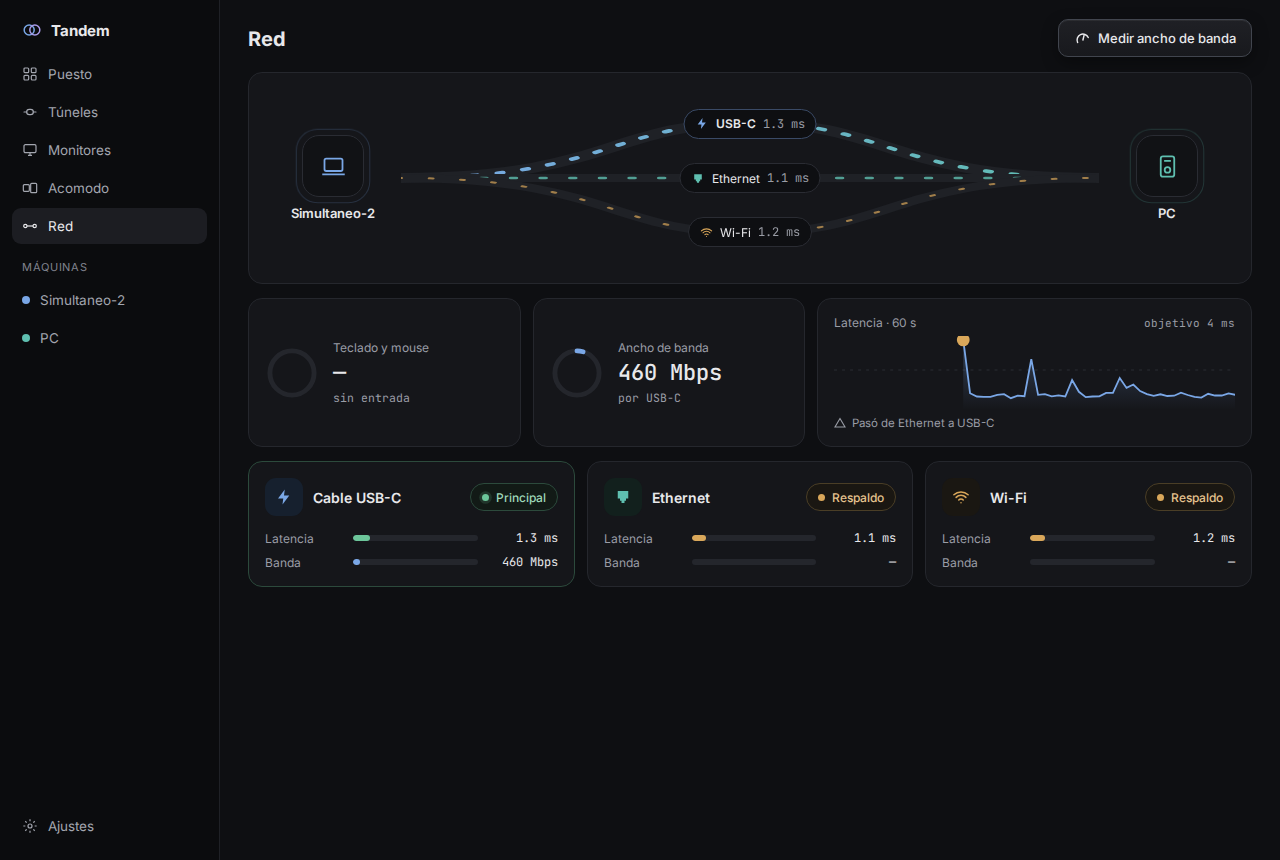 Tandem
Puesto
Túneles
Monitores
Acomodo
Red
MÁQUINAS
Simultaneo-2
PC
Ajustes
Red
Medir ancho de banda
USB-C 1.3 ms
Ethernet 1.1 ms
Wi-Fi 1.2 ms
Simultaneo-2
PC
Teclado y mouse
—
sin entrada
Ancho de banda
460 Mbps
por USB-C
Latencia · 60 s
objetivo 4 ms
Pasó de Ethernet a USB-C
Cable USB-C
Principal
Latencia
1.3 ms
Banda
460 Mbps
Ethernet
Respaldo
Latencia
1.1 ms
Banda
—
Wi-Fi
Respaldo
Latencia
1.2 ms
Banda
—